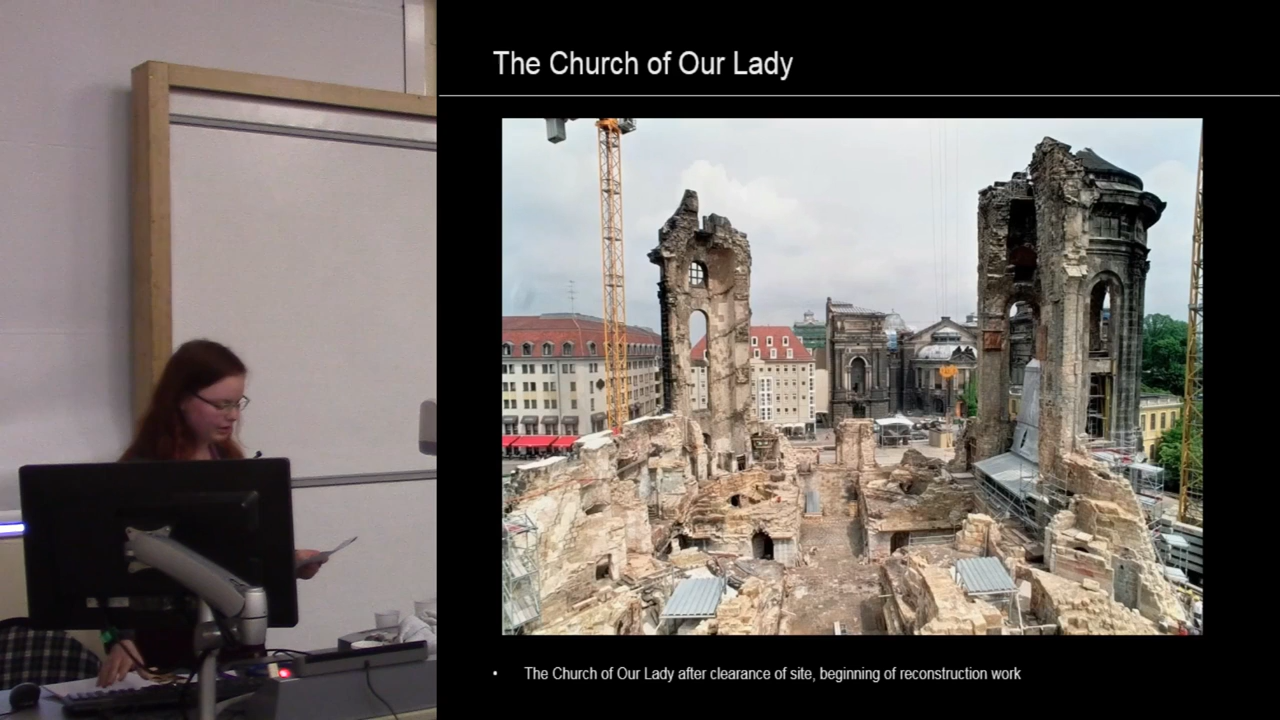 The Church of Our Lady
• The Church of Our Lady after clearance of site, beginning of reconstruction work